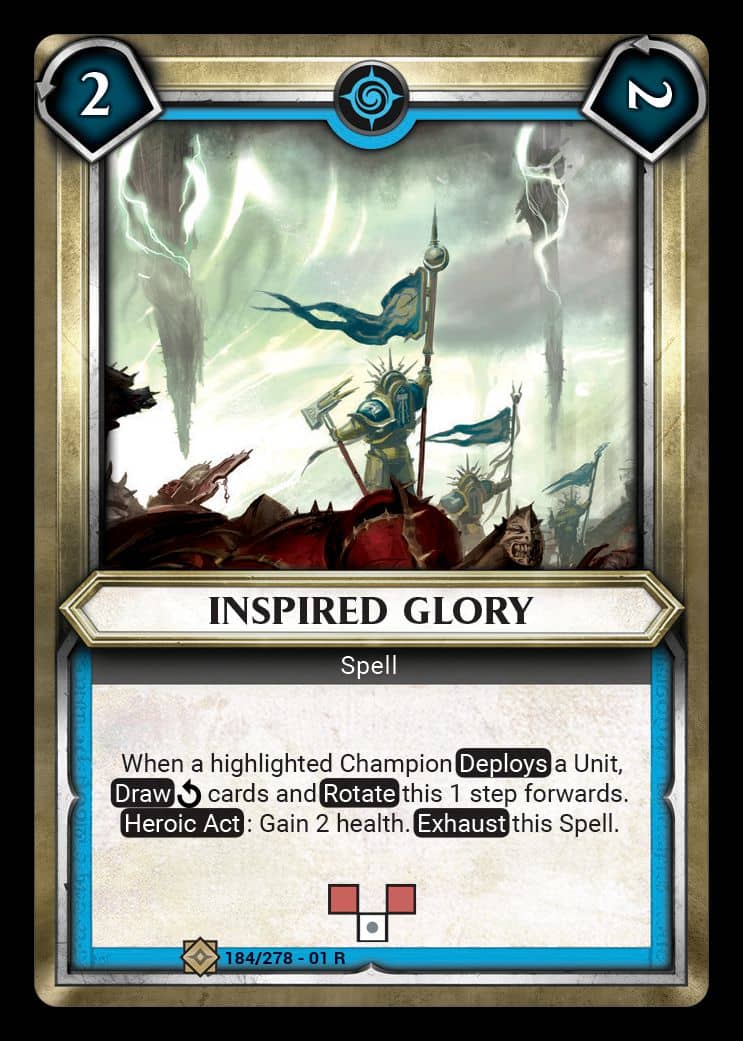 2
2
INSPIRED GLORY
Spell
When a highlighted Champion Deploys a Unit,
Draw cards and Rotate this 1 step forwards.
Heroic Act: Gain 2 health. Exhaust this Spell.
184/278 - 01 R